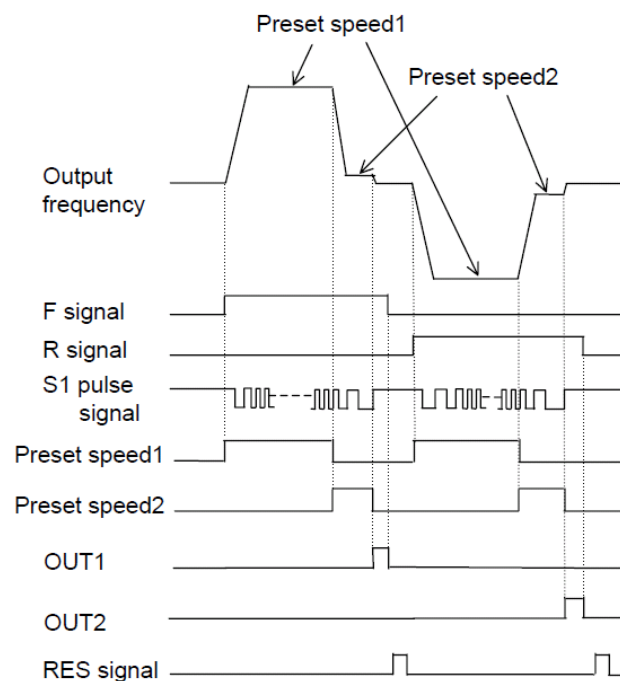 Preset speed1
Preset speed2
Output
frequency
F signal
R signal
S1 pulse
signal
Preset speed1
Preset speed2
OUT1
OUT2
RES signal